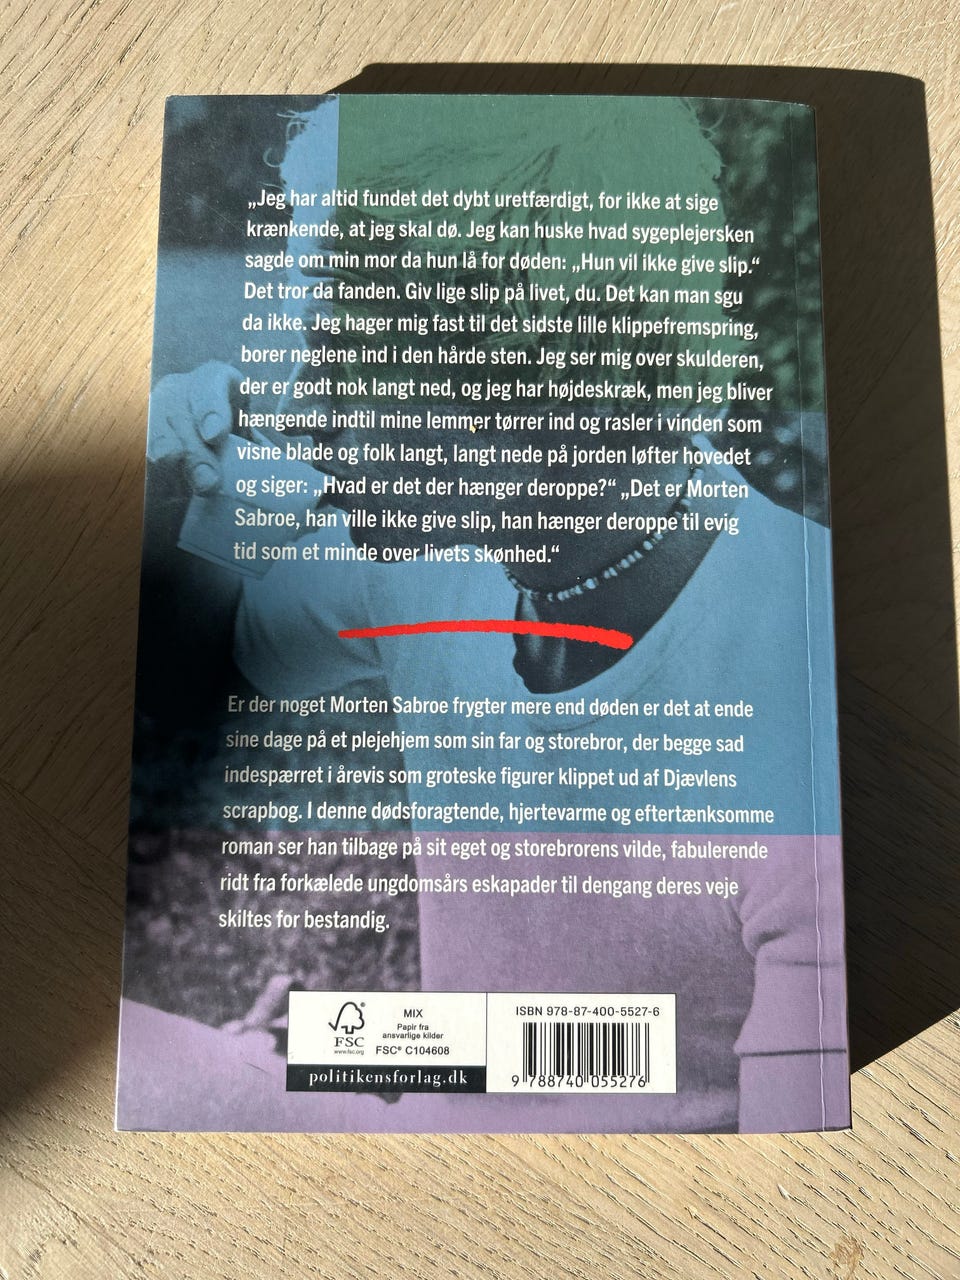 „Jeg har altid fundet det dybt uretfærdigt, for ikke at sige
krænkende, at jeg skal dø. Jeg kan huske hvad sygeplejersken
sagde om min mor da hun lå for døden: „Hun vil ikke give slip.“
Det tror da fanden. Giv lige slip på livet, du. Det kan man sgu
da ikke. Jeg hager mig fast til det sidste lille klippefremspring,
borer neglene ind i den hårde sten. Jeg ser mig over skulderen,
der er godt nok langt ned, og jeg har højdeskræk, men jeg bliver
hængende indtil mine lemmer tørrer ind og rasler i vinden som
visne blade og folk langt, langt nede på jorden løfter hovedet
og siger: „Hvad er det der hænger deroppe?“ „Det er Morten
Sabroe, han ville ikke give slip, han hænger deroppe til evig
tid som et minde over livets skønhed.“
Er der noget Morten Sabroe frygter mere end døden er det at ende
sine dage på et plejehjem som sin far og storebror, der begge sad
indespærret i årevis som groteske figurer klippet ud af Djævlens
scrapbog. I denne dødsforagtende, hjertevarme og eftertænksomme
roman ser han tilbage på sit eget og storebrorens vilde, fabulerende
ridt fra forkælede ungdomsårs eskapader til dengang deres veje
skiltes for bestandig.
FSC®
www.fsc.org
MIX
Papir fra
ansvarlige kilder
FSC® C104608
politikensforlag.dk
ISBN 978-87-400-5527-6
9 788740 055276